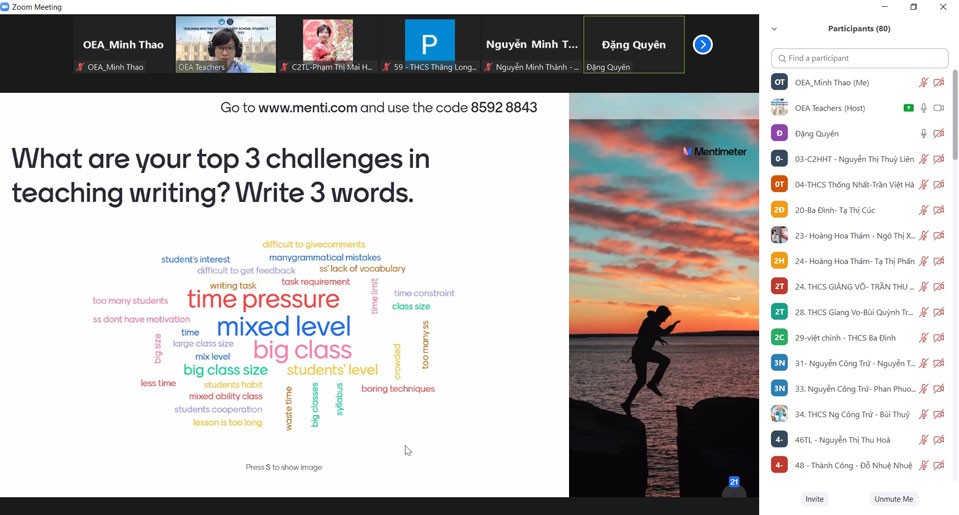 Zoom Meeting
OEA_Minh Thao
Nguyễn Minh T...
Đặng Quyên
P
OEA_Minh Thao
OEA Teachers
C2TL-Phạm Thị Mai H...
59 - THCS Thăng Long...
Nguyễn Minh Thành - ...
Đặng Quyên
Go to www.menti.com and use the code 8592 8843
Mentimeter
What are your top 3 challenges in
teaching writing? Write 3 words.
difficult to givecomments
student's interest
manygrammatical mistakes
difficult to get feedback
ss' lack of vocabulary
writing task
task requirement
time limit
time constraint
too many students
time pressure
class size
ss dont have motivation
mixed level
time
big size
large class size
big class
too many ss
mix level
crowded
big class size
students' level
less time
students habit
boring techniques
mixed ability class
waste time
big classes
syllabus
students cooperation
lesson is too long
Press S to show image
21
Participants (80)
Find a participant
OT OEA_Minh Thao (Me)
OEA Teachers (Host)
Đ Đặng Quyên
0- 03-C2HHT - Nguyễn Thị Thuỳ Liên
0T 04-THCS Thống Nhất-Trần Việt Hà
2Đ 20-Ba Đình- Tạ Thị Cúc
23- Hoàng Hoa Thám - Ngô Thị X...
2H 24- Hoàng Hoa Thám- Tạ Thị Phấn
2T 24. THCS GIẢNG VÕ- TRẦN THU ...
2T 28. THCS Giang Vo-Bùi Quỳnh Tr...
2C 29-việt chinh - THCS Ba Đình
3N 31- Nguyễn Công Trứ - Nguyễn T...
3N 33. Nguyễn Công Trứ- Phan Phuo...
34. THCS Ng Công Trứ - Bùi Thuỷ
4- 46TL - Nguyễn Thị Thu Hoà
4- 48 - Thành Công - Đỗ Nhuệ Nhuệ
Invite
Unmute Me